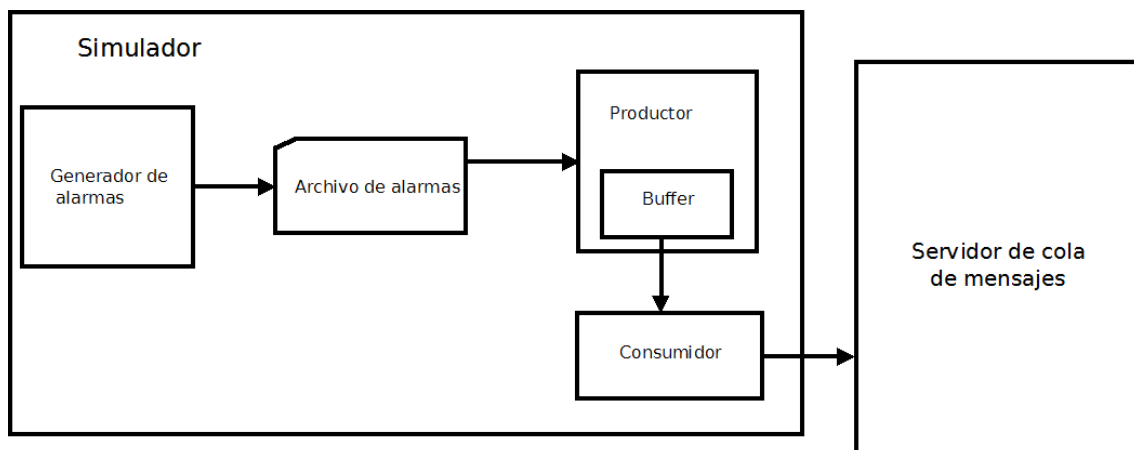 Simulador
Generador de
alarmas
Archivo de alarmas
Productor
Buffer
Consumidor
Servidor de cola
de mensajes